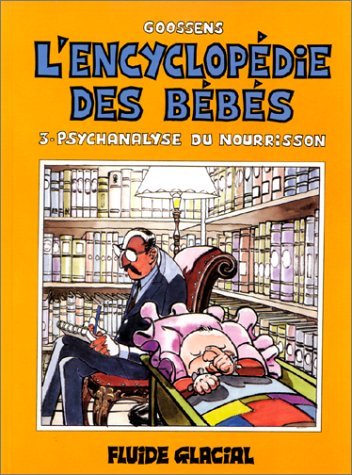 GOOSSENS
L'ENCYCLOPÉDIE
DES BÉBÉS
3-PSYCHANALYSE DU NOURRISSON
FLUIDE GLACIAL